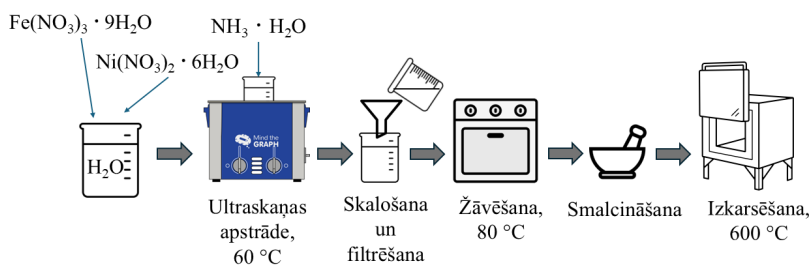 Fe(NO₃)₃ · 9H₂O
NH₃ · H₂O
Ni(NO₃)₂ · 6H₂O
H₂O
Mind the
GRAPH
Ultraskaņas
apstrāde,
60 °C
Skalošana
un
filtrēšana
Žāvēšana,
80 °C
Smalcināšana
Izkarsēšana,
600 °C